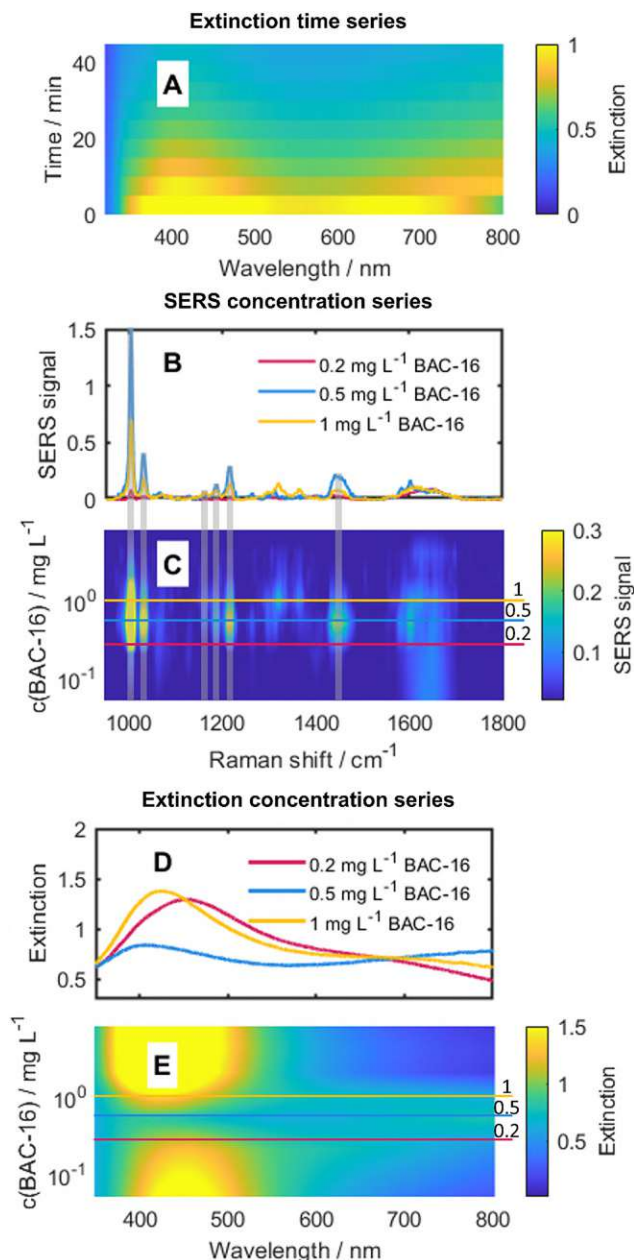 Extinction time series
A
Time / min
40
20
0
400 500 600 700 800
Wavelength / nm
1
0.5
0
Extinction
SERS concentration series
B
SERS signal
1.5
1
0.5
0
0.2 mg L⁻¹ BAC-16
0.5 mg L⁻¹ BAC-16
1 mg L⁻¹ BAC-16
C
c(BAC-16) / mg L⁻¹
10⁰
10⁻¹
1
0.5
0.2
1000 1200 1400 1600 1800
Raman shift / cm⁻¹
0.3
0.2
0.1
SERS signal
Extinction concentration series
D
Extinction
2
1.5
1
0.5
0.2 mg L⁻¹ BAC-16
0.5 mg L⁻¹ BAC-16
1 mg L⁻¹ BAC-16
E
c(BAC-16) / mg L⁻¹
10⁰
10⁻¹
1
0.5
0.2
400 500 600 700 800
Wavelength / nm
1.5
1
0.5
Extinction